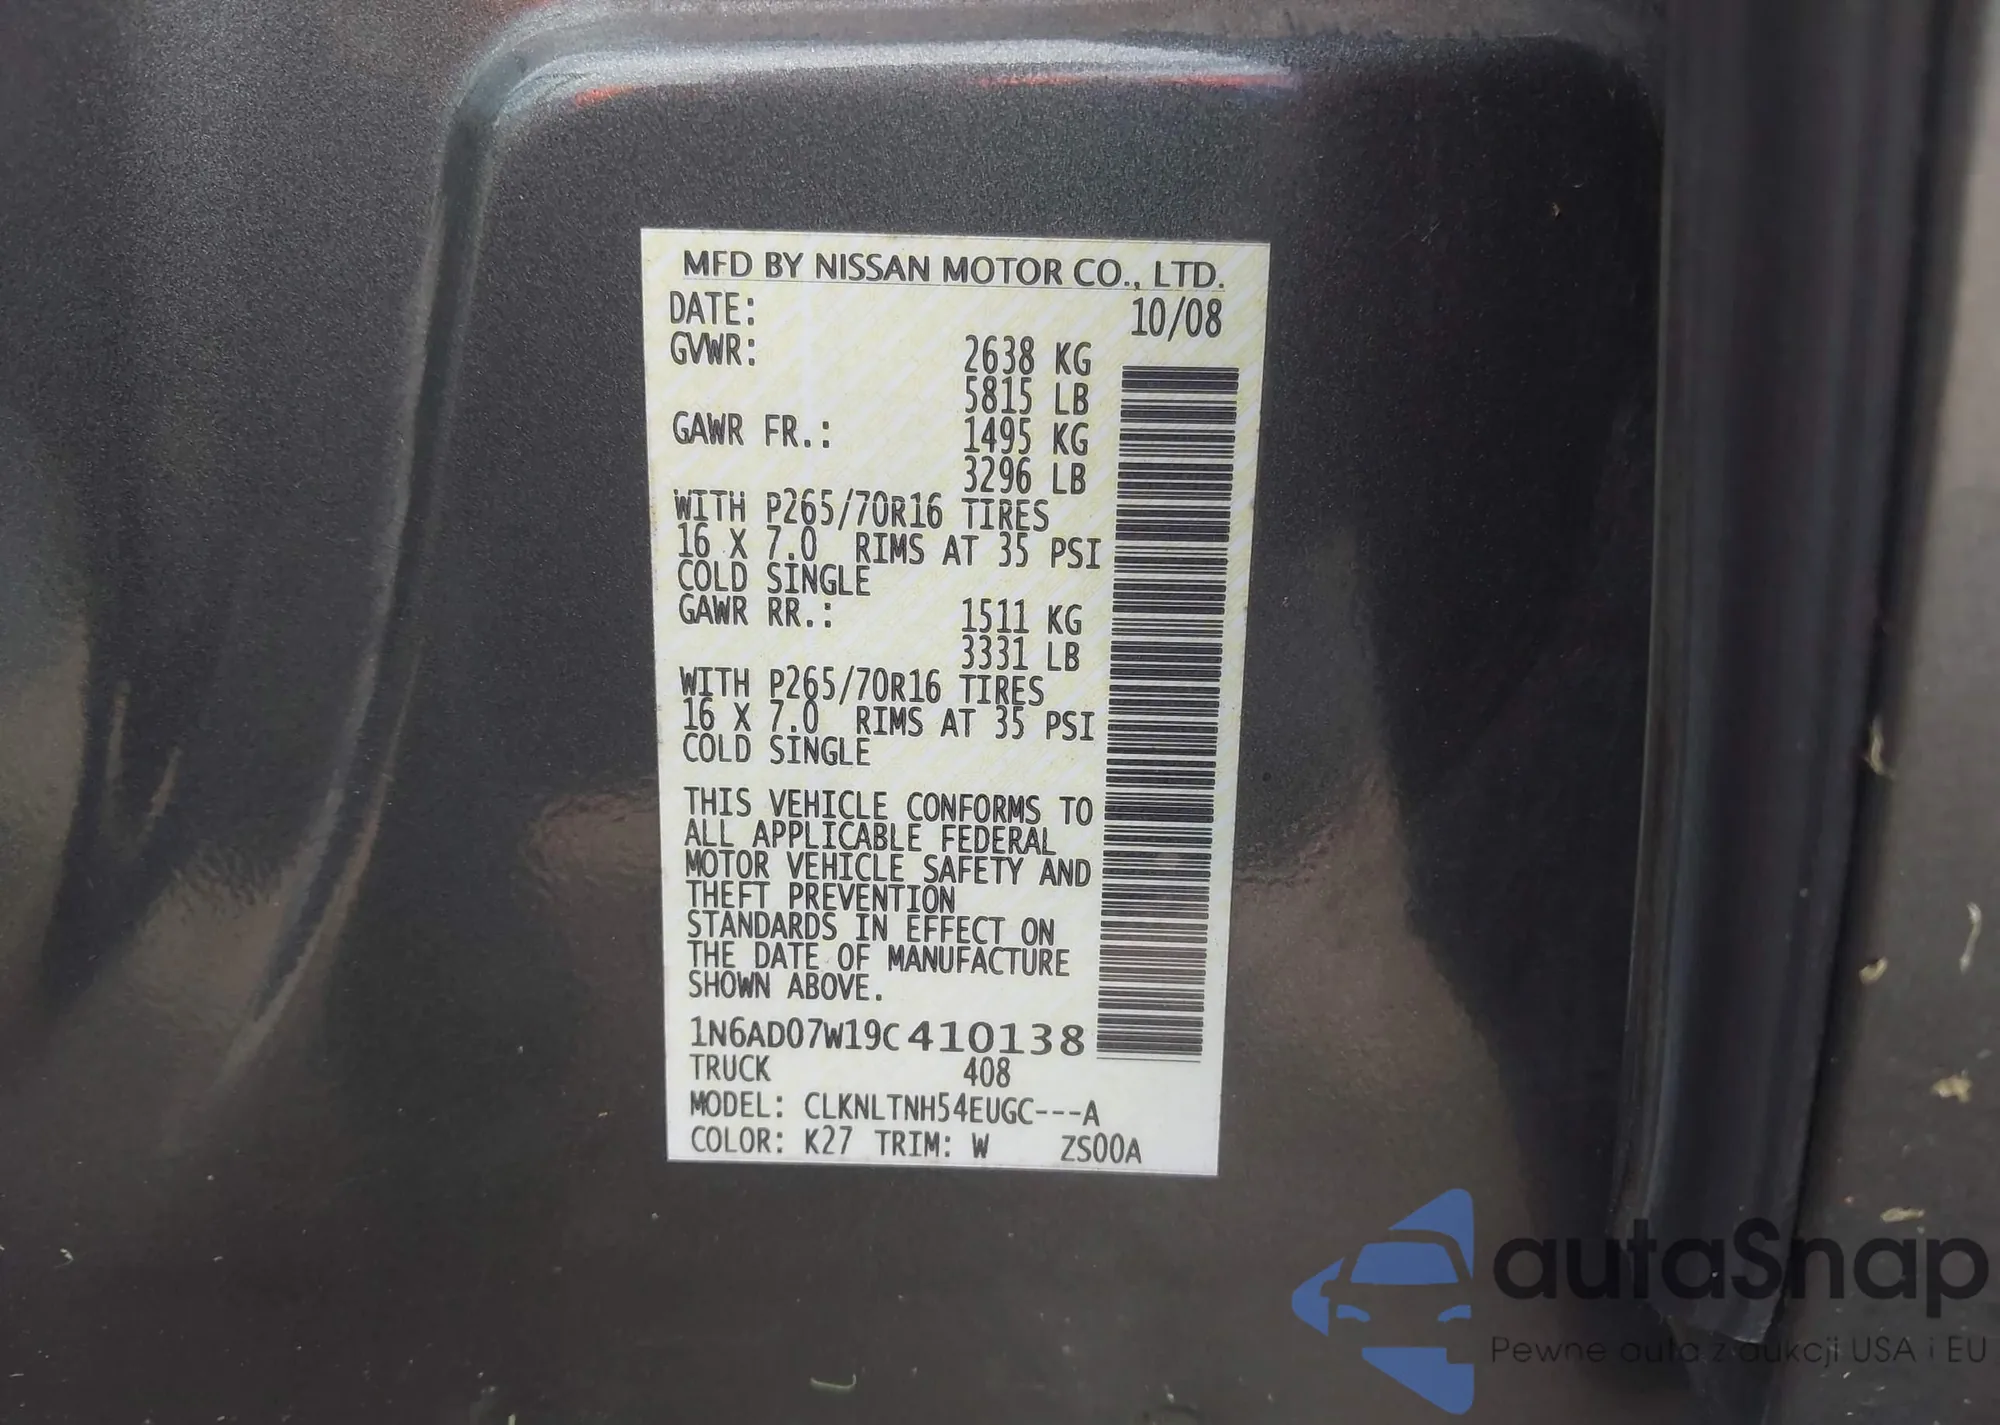 MFD BY NISSAN MOTOR CO., LTD.
DATE: 10/08
GVWR: 2638 KG
5815 LB
GAWR FR.: 1495 KG
3296 LB
WITH P265/70R16 TIRES
16 X 7.0 RIMS AT 35 PSI
COLD SINGLE
GAWR RR.: 1511 KG
3331 LB
WITH P265/70R16 TIRES
16 X 7.0 RIMS AT 35 PSI
COLD SINGLE
THIS VEHICLE CONFORMS TO
ALL APPLICABLE FEDERAL
MOTOR VEHICLE SAFETY AND
THEFT PREVENTION
STANDARDS IN EFFECT ON
THE DATE OF MANUFACTURE
SHOWN ABOVE.
1N6AD07W19C410138
TRUCK 408
MODEL: CLKNLTNH54EUGC---A
COLOR: K27 TRIM: W ZS00A
autaSnap
Pewne auta z aukcji USA i EU